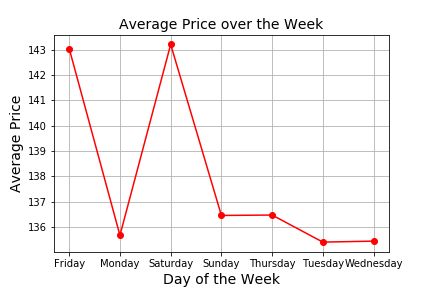 Average Price over the Week
Average Price
143
142
141
140
139
138
137
136
Friday Monday Saturday Sunday Thursday Tuesday Wednesday
Day of the Week